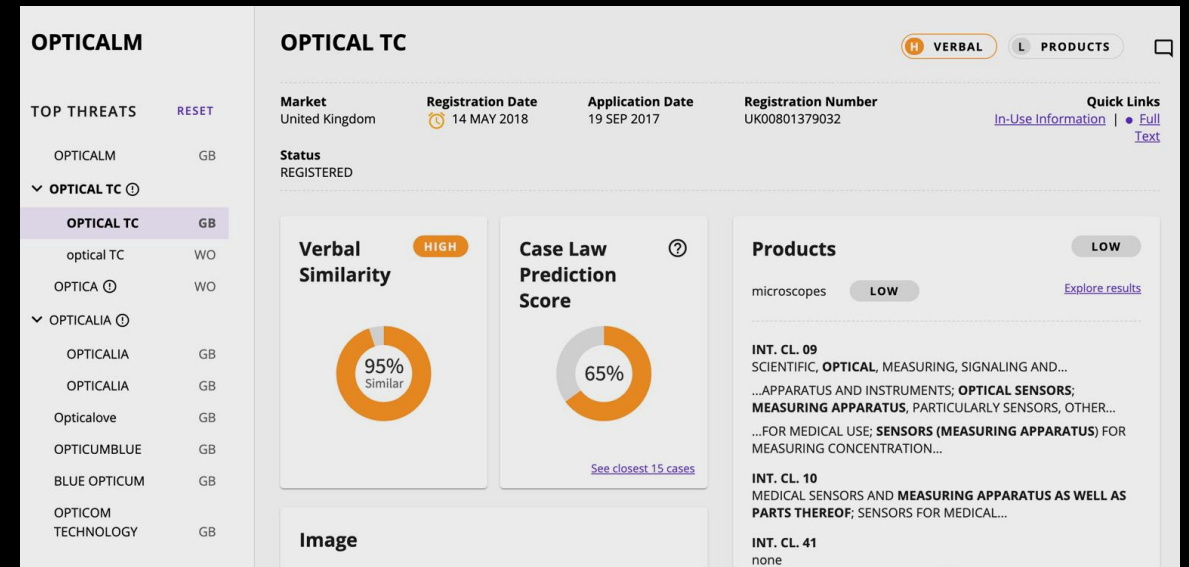 OPTICALM
TOP THREATS RESET
OPTICALM GB
OPTICAL TC
OPTICAL TC GB
optical TC WO
OPTICA WO
OPTICALIA
OPTICALIA GB
OPTICALIA GB
Opticalove GB
OPTICUMBLUE GB
BLUE OPTICUM GB
OPTICOM
TECHNOLOGY GB
OPTICAL TC
H VERBAL L PRODUCTS
Market Registration Date Application Date Registration Number Quick Links
United Kingdom 14 MAY 2018 19 SEP 2017 UK00801379032 In-Use Information | • Full
Text
Status
REGISTERED
Verbal HIGH
Similarity
95%
Similar
Case Law ?
Prediction
Score
65%
See closest 15 cases
Image
Products LOW
microscopes LOW Explore results
INT. CL. 09
SCIENTIFIC, OPTICAL, MEASURING, SIGNALING AND...
...APPARATUS AND INSTRUMENTS; OPTICAL SENSORS;
MEASURING APPARATUS, PARTICULARLY SENSORS, OTHER...
...FOR MEDICAL USE; SENSORS (MEASURING APPARATUS) FOR
MEASURING CONCENTRATION...
INT. CL. 10
MEDICAL SENSORS AND MEASURING APPARATUS AS WELL AS
PARTS THEREOF; SENSORS FOR MEDICAL...
INT. CL. 41
none